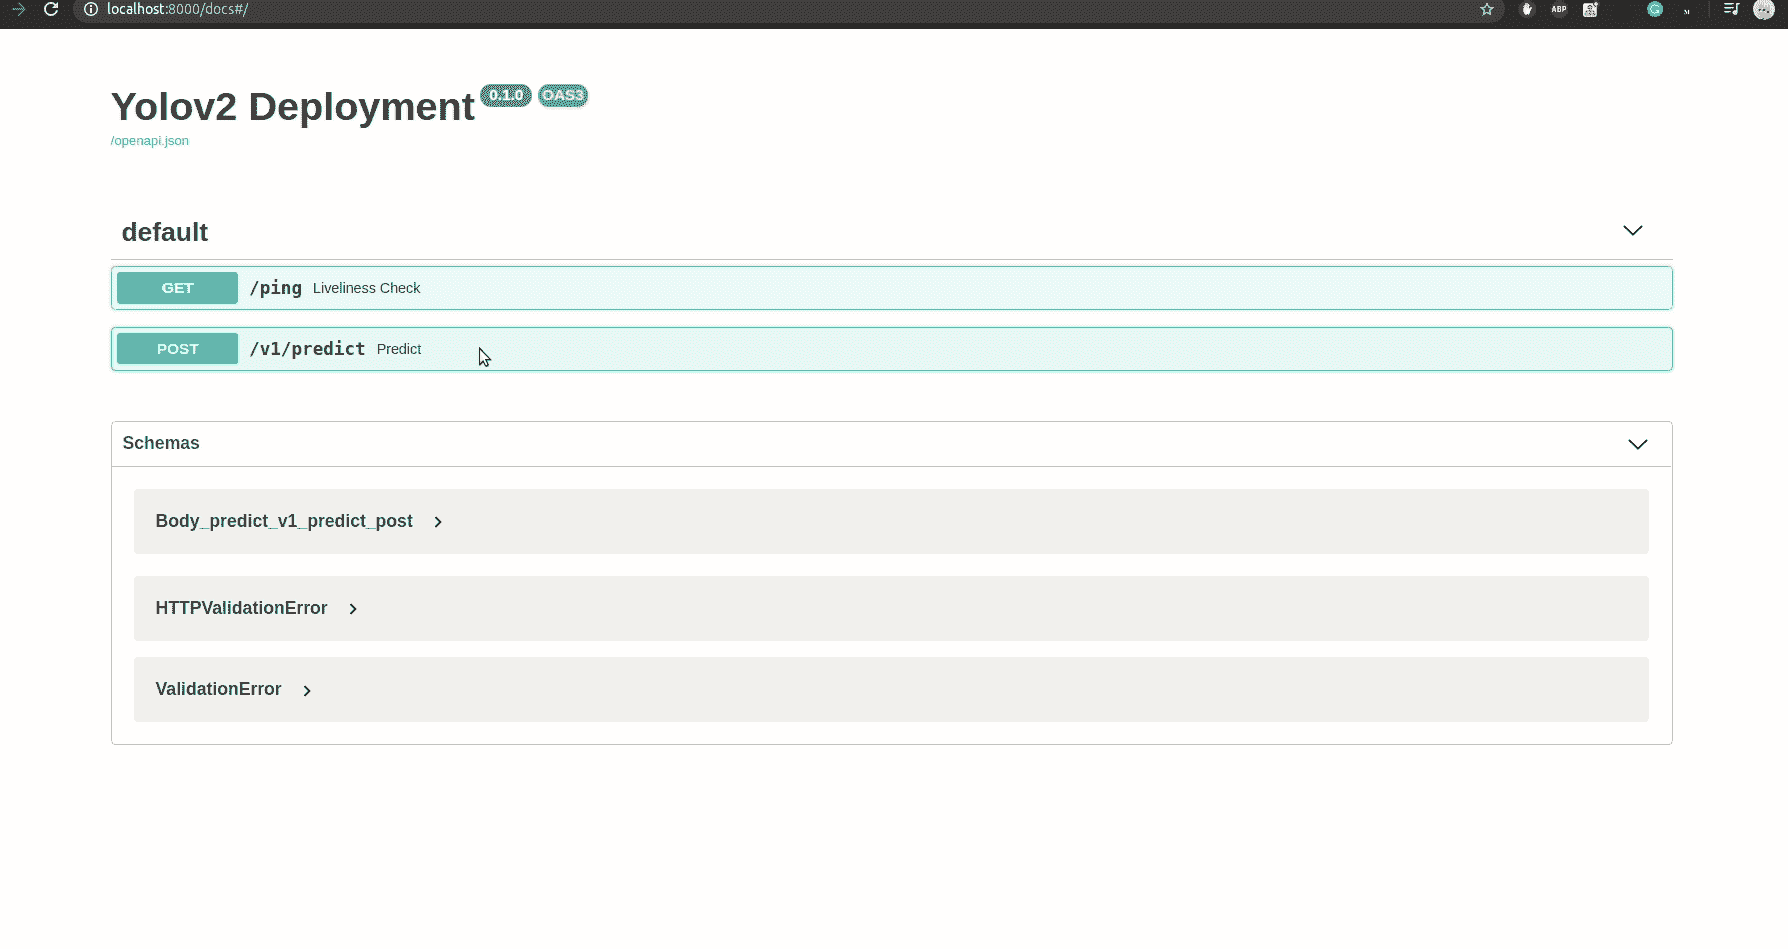 localhost:8000/docs#/
ABP
Yolov2 Deployment 0.1.0 OAS3
/openapi.json
default
GET /ping Liveliness Check
POST /v1/predict Predict
Schemas
Body_predict_v1_predict_post
HTTPValidationError
ValidationError